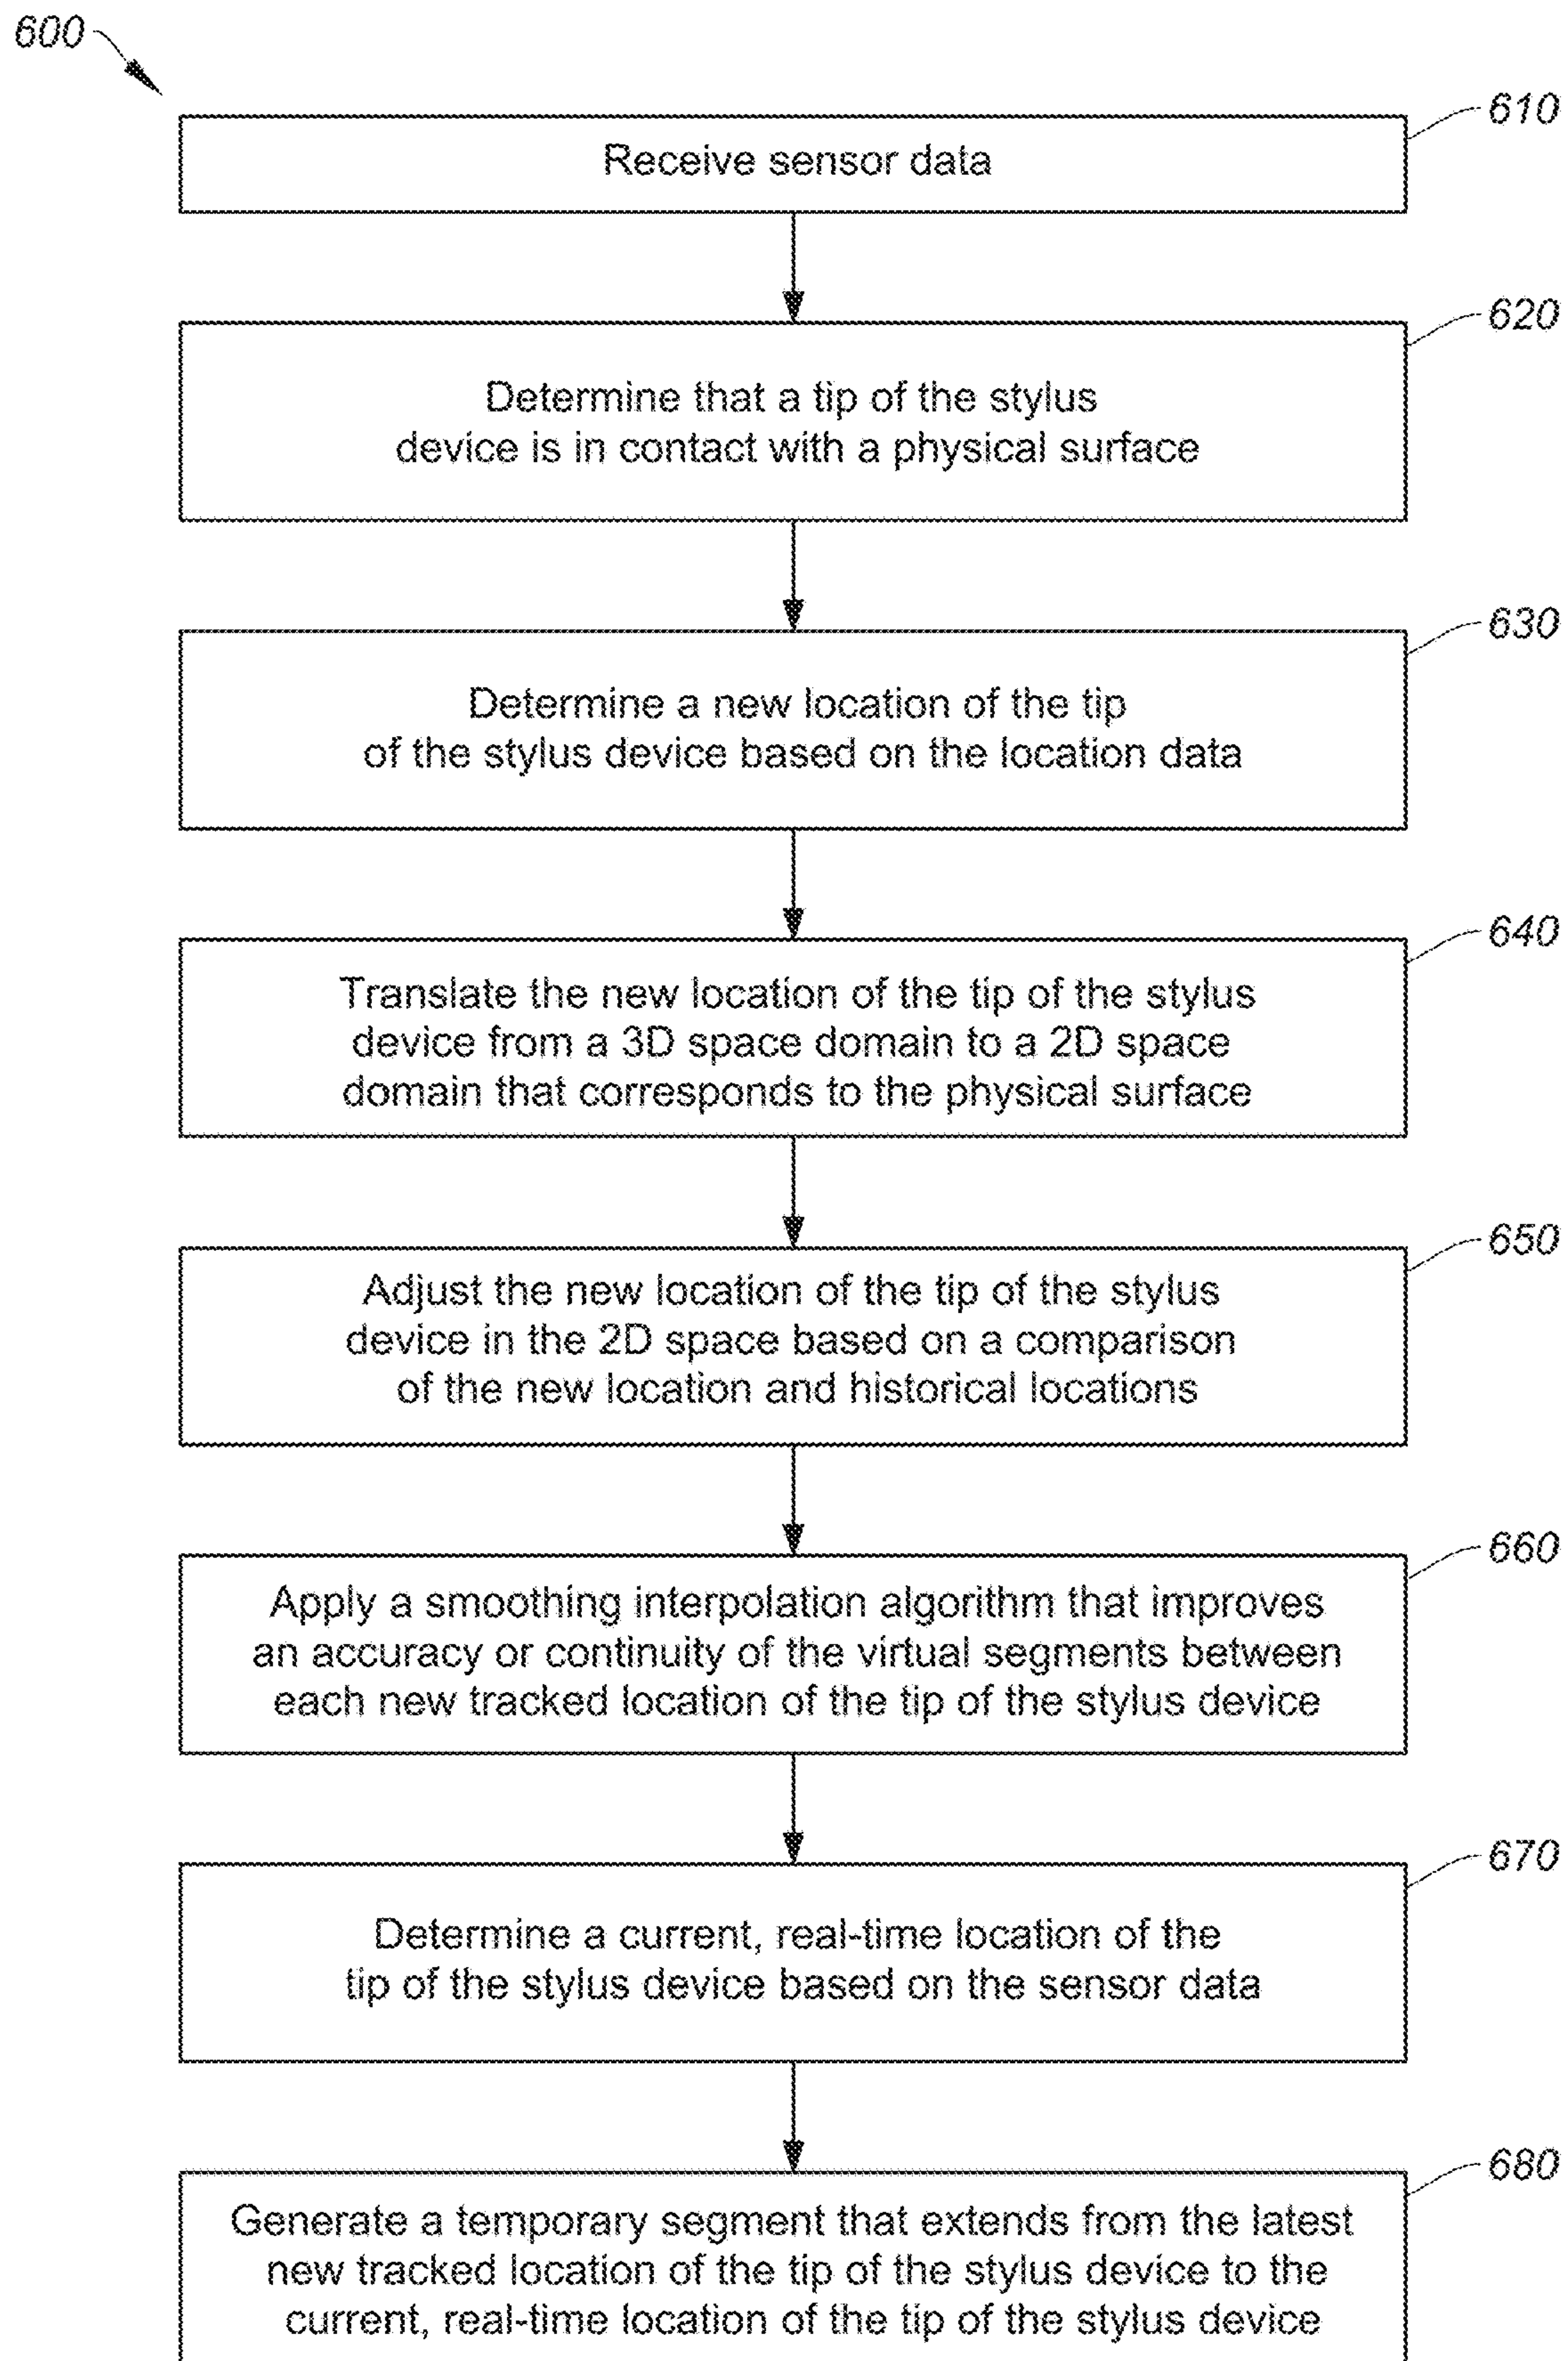 600
610
Receive sensor data
620
Determine that a tip of the stylus
device is in contact with a physical surface
630
Determine a new location of the tip
of the stylus device based on the location data
640
Translate the new location of the tip of the stylus
device from a 3D space domain to a 2D space
domain that corresponds to the physical surface
650
Adjust the new location of the tip of the stylus
device in the 2D space based on a comparison
of the new location and historical locations
660
Apply a smoothing interpolation algorithm that improves
an accuracy or continuity of the virtual segments between
each new tracked location of the tip of the stylus device
670
Determine a current, real-time location of the
tip of the stylus device based on the sensor data
680
Generate a temporary segment that extends from the latest
new tracked location of the tip of the stylus device to the
current, real-time location of the tip of the stylus device